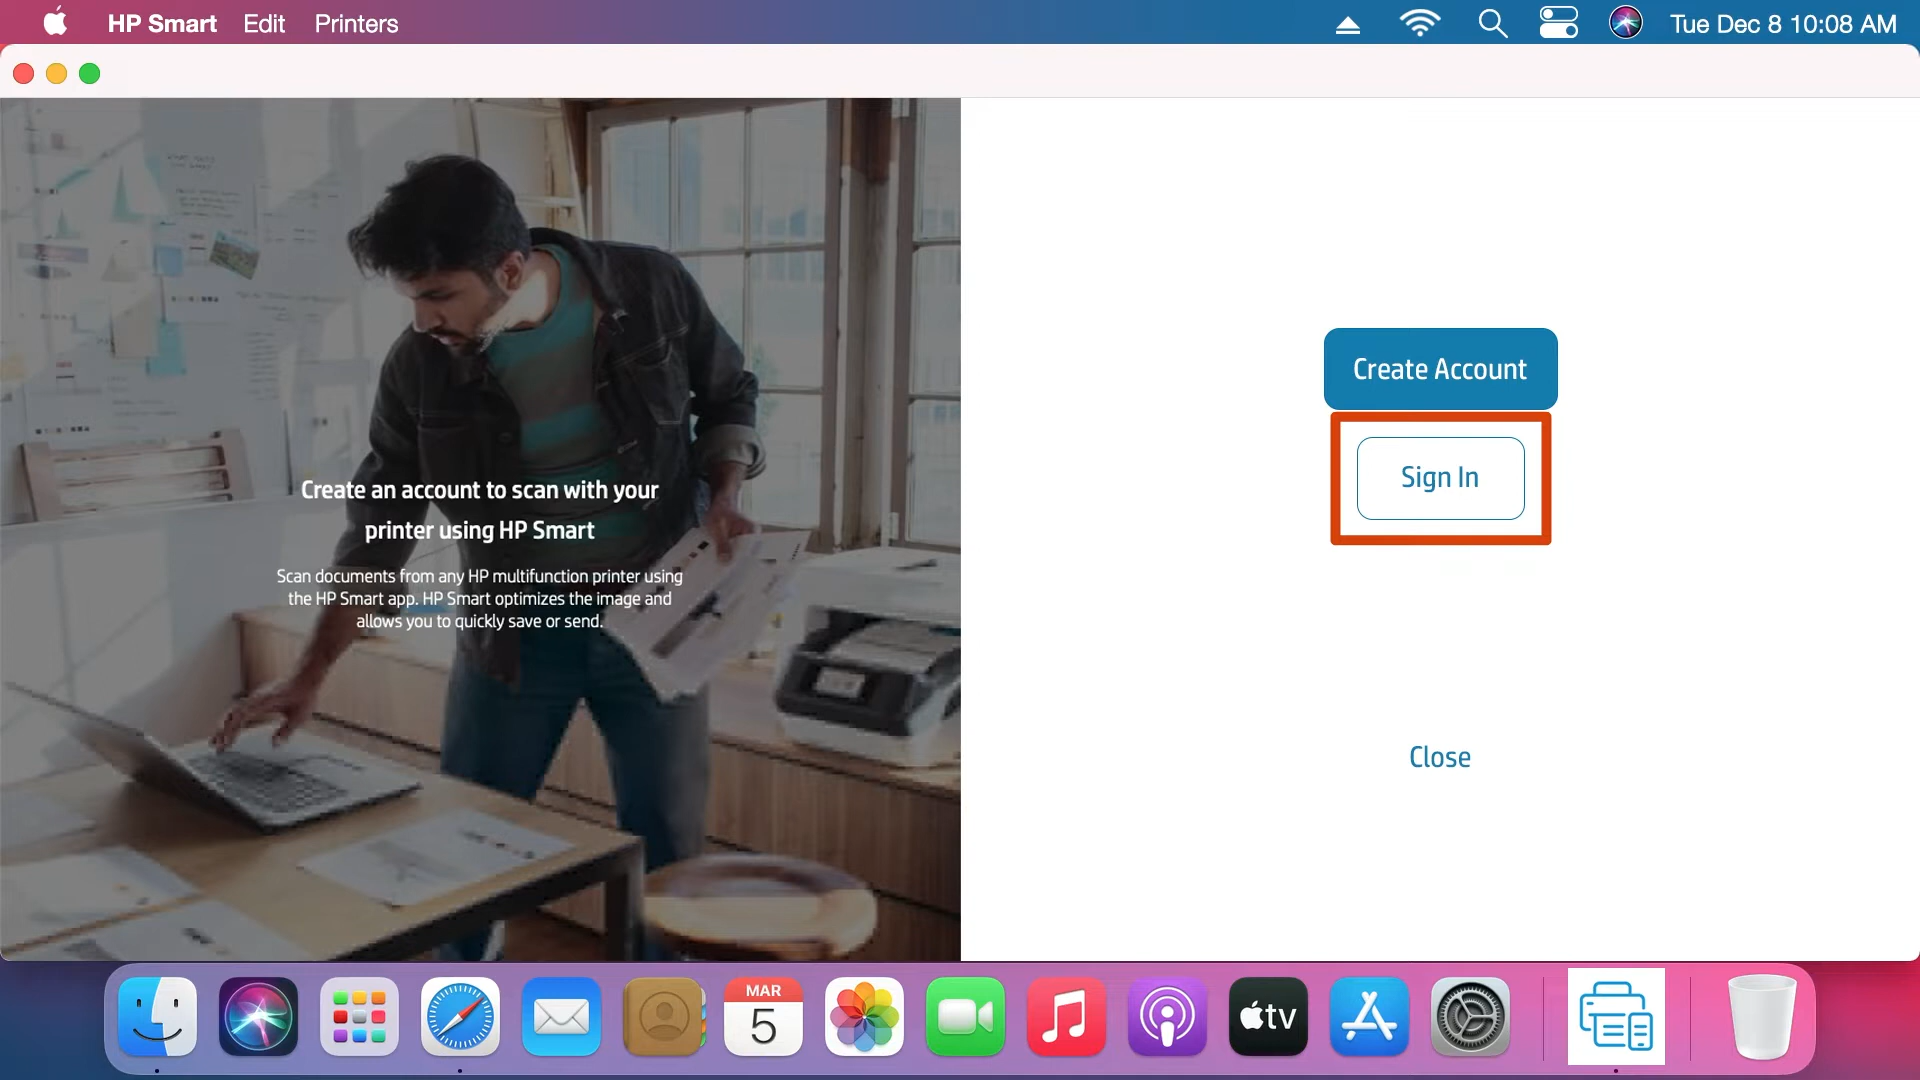 HP Smart Edit Printers Tue Dec 8 10:08 AM
Create an account to scan with your
printer using HP Smart
Scan documents from any HP multifunction printer using
the HP Smart app. HP Smart optimizes the image and
allows you to quickly save or send.
Create Account
Sign In
Close
MAR
5
tv